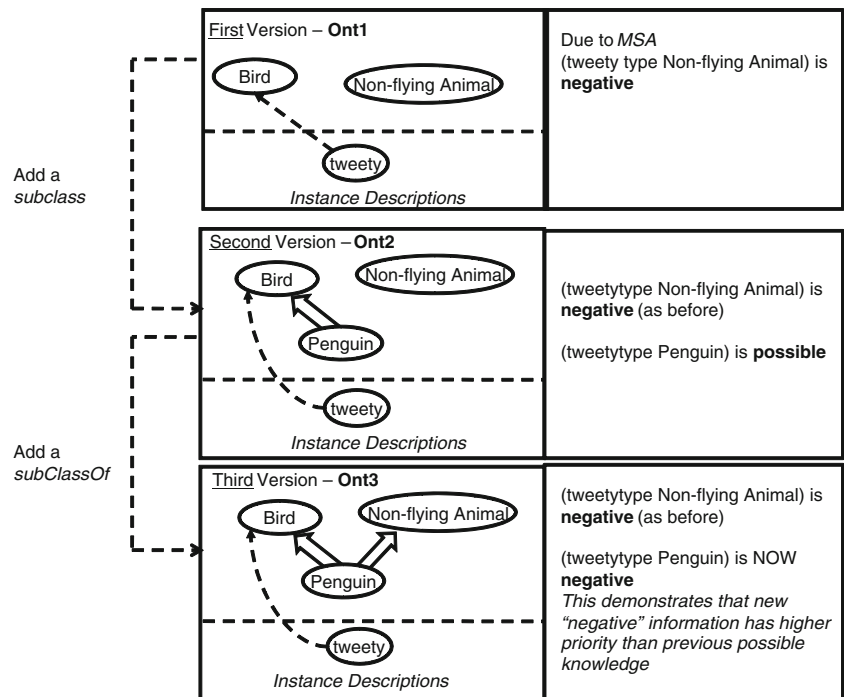 First Version – Ont1
Bird
Non-flying Animal
tweety
Instance Descriptions
Due to MSA
(tweety type Non-flying Animal) is
negative
Add a
subclass
Second Version – Ont2
Bird
Non-flying Animal
Penguin
tweety
Instance Descriptions
(tweetytype Non-flying Animal) is
negative (as before)
(tweetytype Penguin) is possible
Add a
subClassOf
Third Version – Ont3
Bird
Non-flying Animal
Penguin
tweety
Instance Descriptions
(tweetytype Non-flying Animal) is
negative (as before)
(tweetytype Penguin) is NOW
negative
This demonstrates that new
“negative” information has higher
priority than previous possible
knowledge